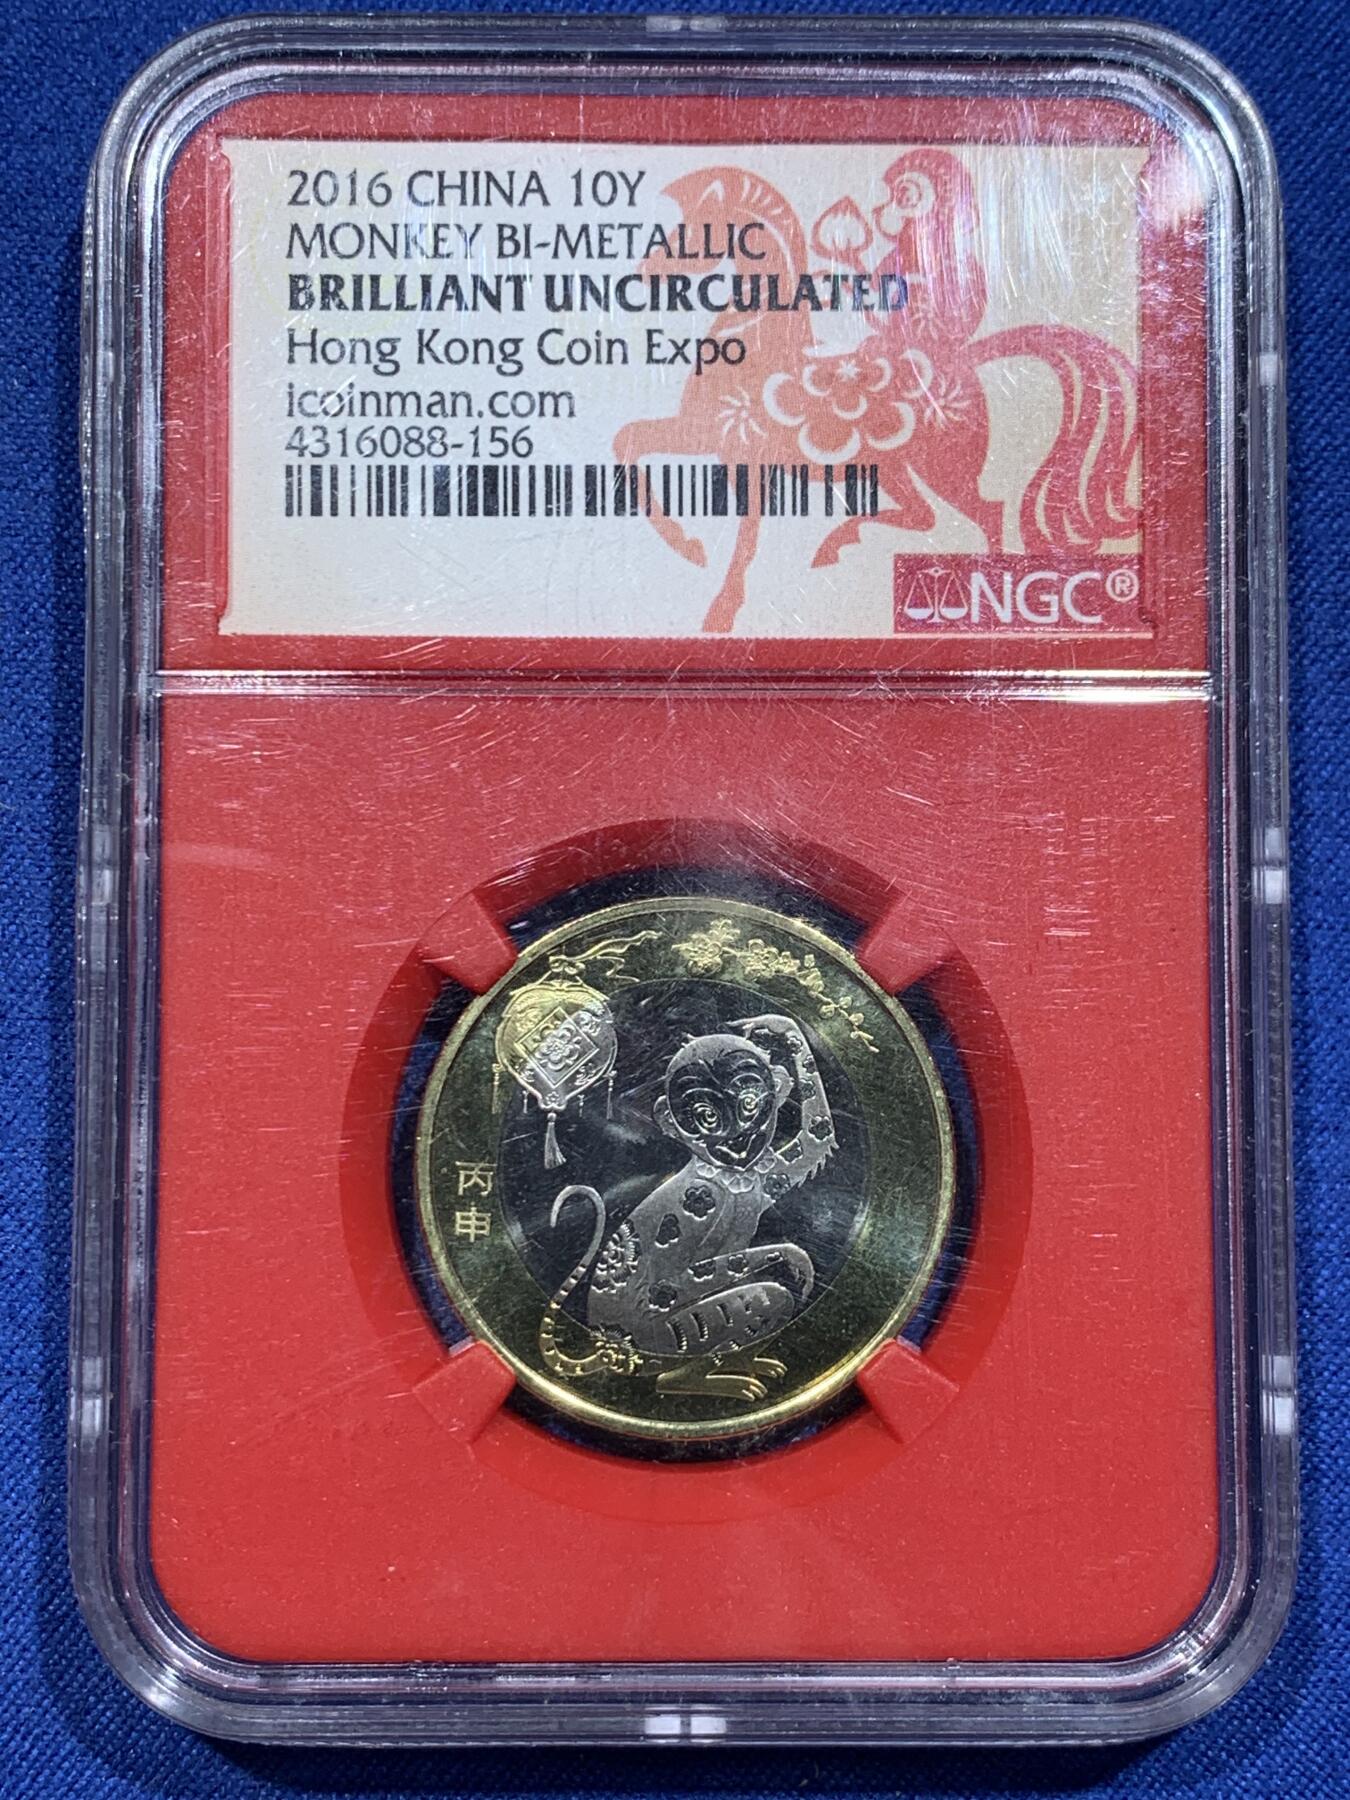 2016 CHINA 10Y
MONKEY BI-METALLIC
BRILLIANT UNCIRCULATED
Hong Kong Coin Expo
icoinman.com
4316088-156
NGC®
丙
申